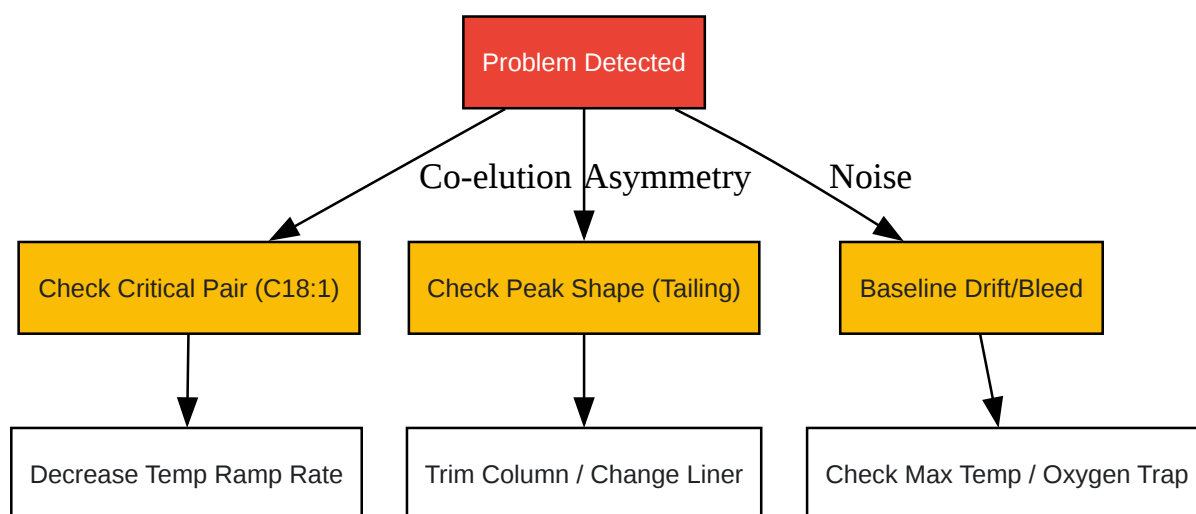 Problem Detected
Co-elution
Asymmetry
Noise
Check Critical Pair (C18:1)
Check Peak Shape (Tailing)
Baseline Drift/Bleed
Decrease Temp Ramp Rate
Trim Column / Change Liner
Check Max Temp / Oxygen Trap